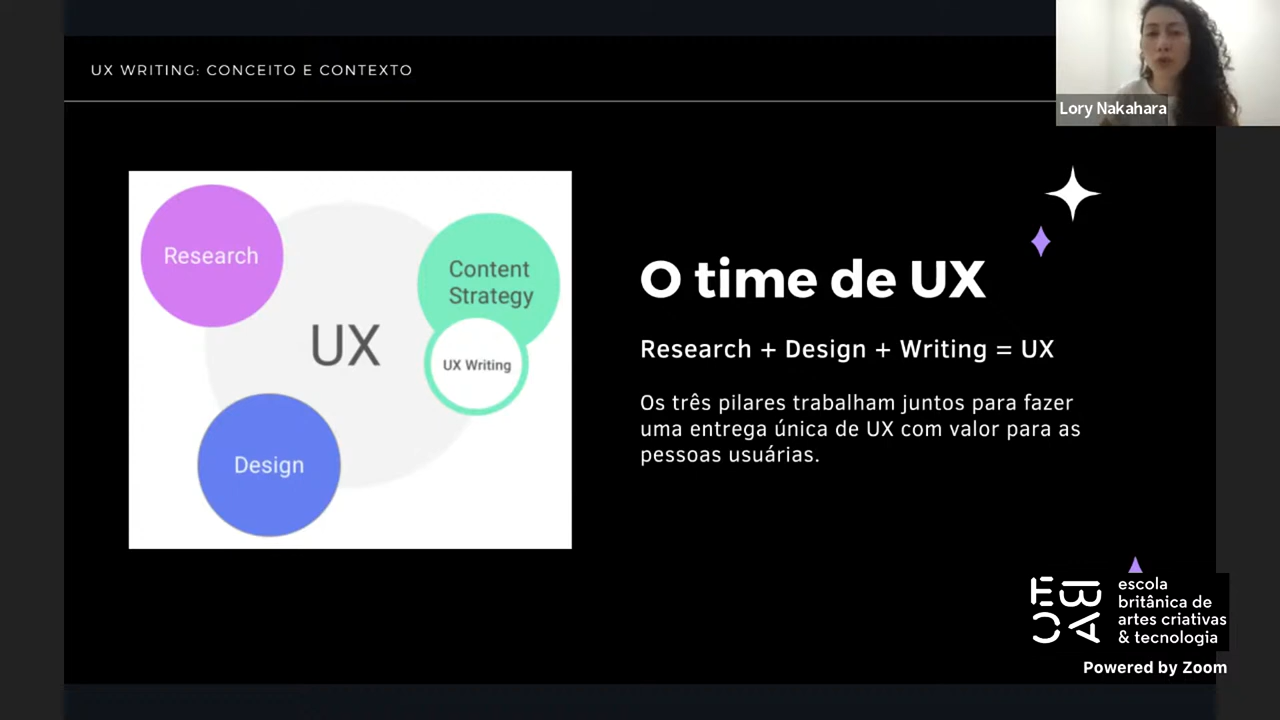 UX WRITING: CONCEITO E CONTEXTO
Lory Nakahara
Research
Content
Strategy
UX
UX Writing
Design
O time de UX
Research + Design + Writing = UX
Os três pilares trabalham juntos para fazer
uma entrega única de UX com valor para as
pessoas usuárias.
EBAC
escola
britânica de
artes criativas
& tecnologia
Powered by Zoom